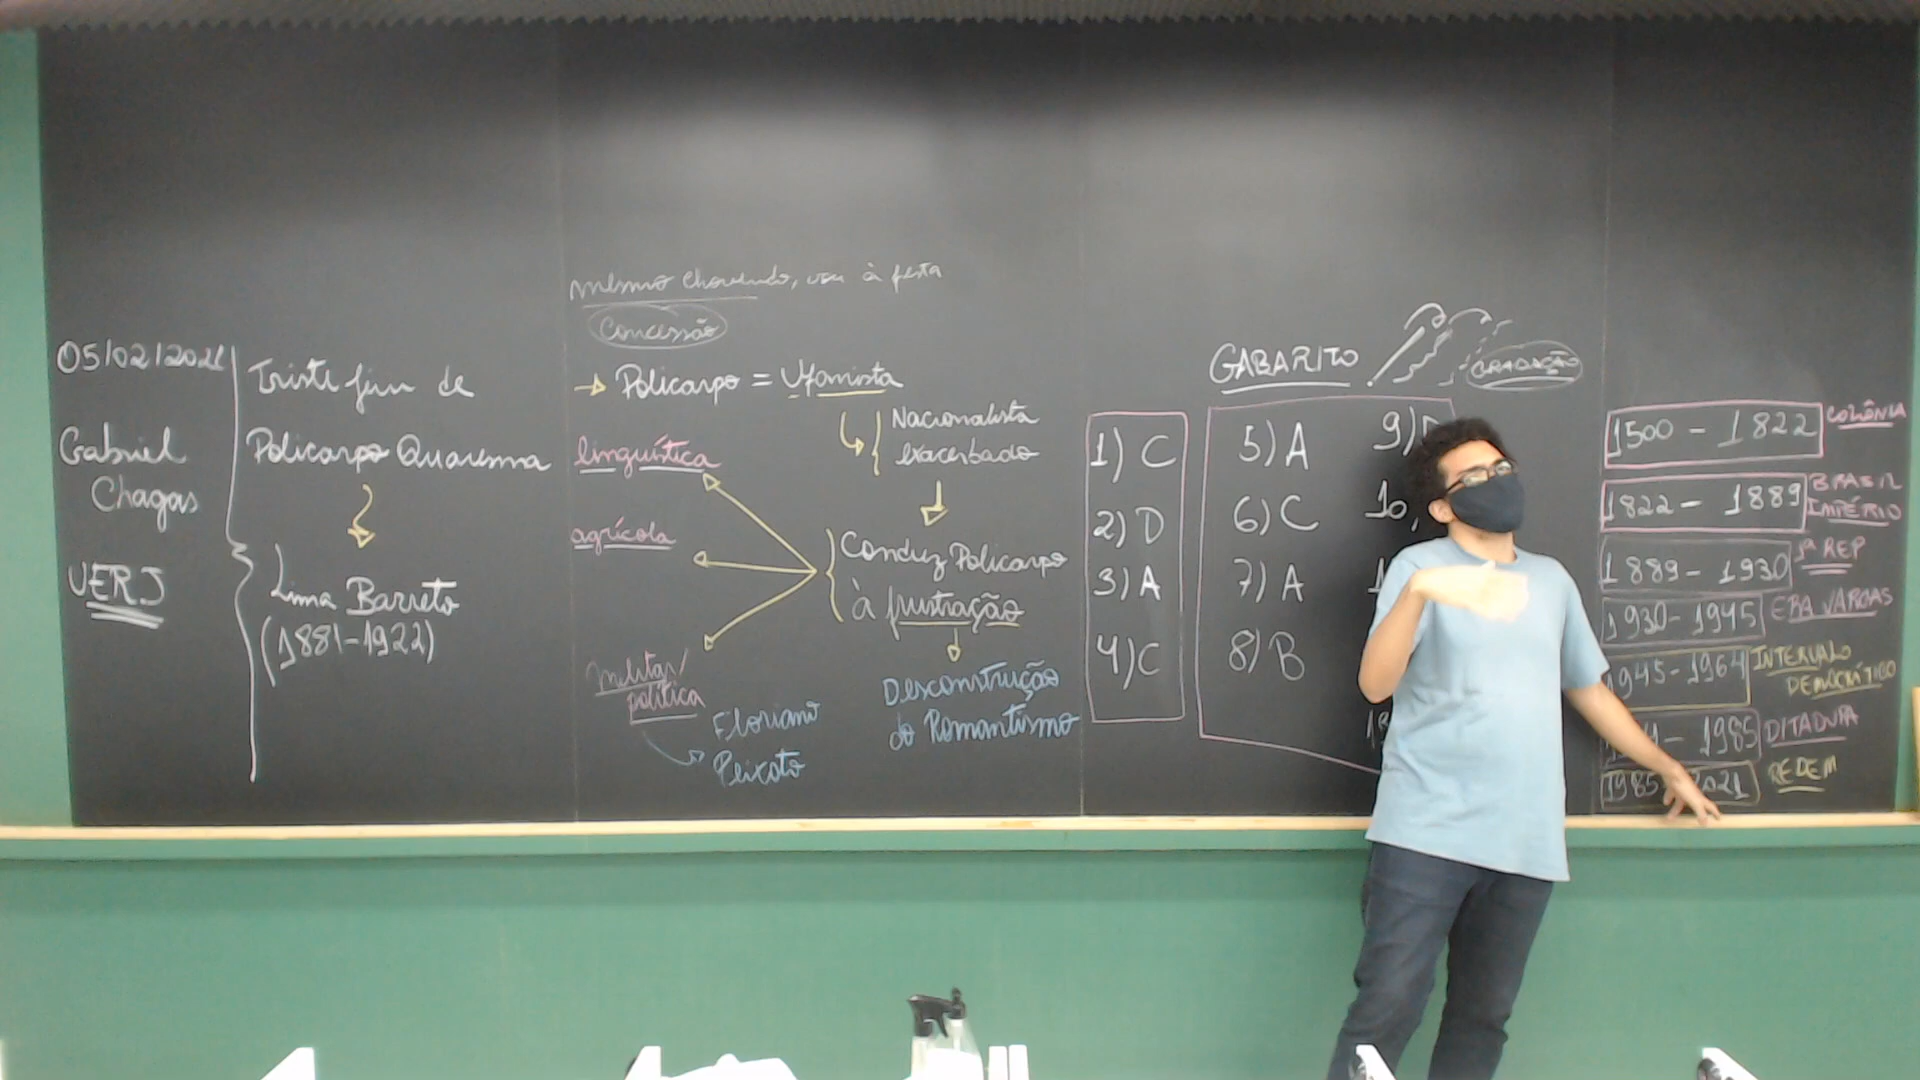 05/02/2021
Gabriel
Chagas
UERJ
Triste fim de
Policarpo Quaresma
Lima Barreto
(1881-1922)
mesmo chovendo, vou à festa
Concessão
→ Policarpo = Ufanista
Nacionalista
exacerbado
linguística
agrícola
Conduz Policarpo
à frustração
Militar/
política
Floriano
Peixoto
Desconstrução
do Romantismo
GABARITO
GRADAÇÃO
1) C
2) D
3) A
4) C
5) A
6) C
7) A
8) B
9)
10
1500 - 1822 COLÔNIA
1822 - 1889 BRASIL
IMPÉRIO
1889 - 1930 1ª REP
1930 - 1945 ERA VARGAS
1945 - 1964 INTERVALO
DEMOCRÁTICO
- 1985 DITADURA
1985 2021 REDEM